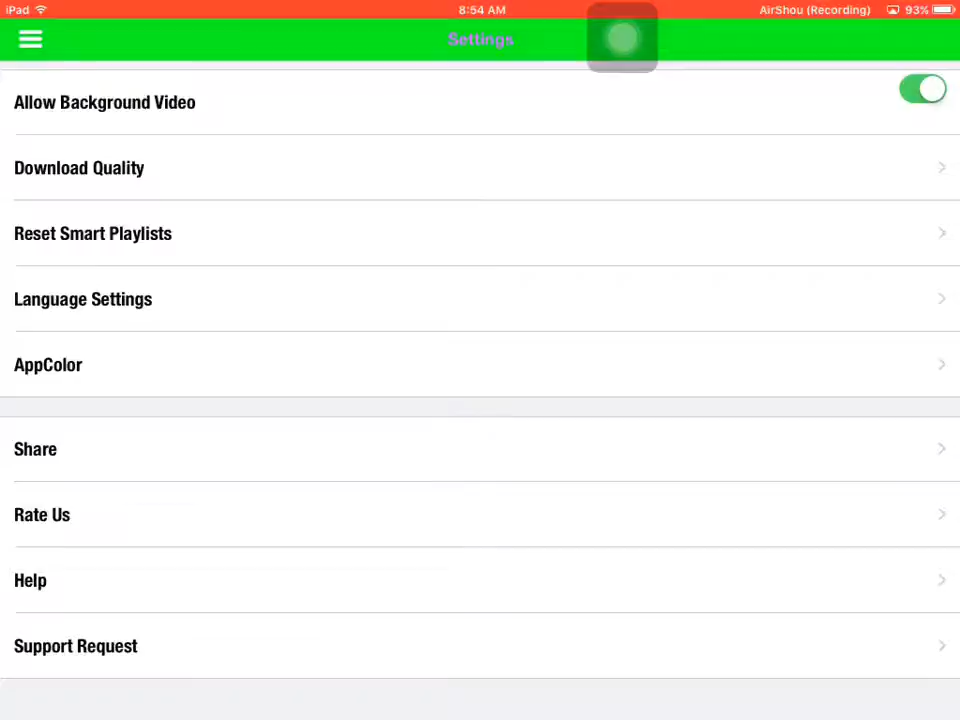 iPad 8:54 AM AirShou (Recording) 93%
Settings
Allow Background Video
Download Quality
Reset Smart Playlists
Language Settings
AppColor
Share
Rate Us
Help
Support Request